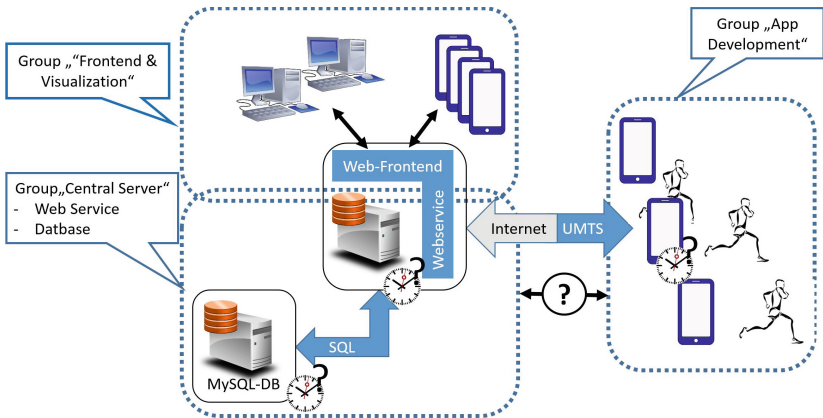 Group „“Frontend &
Visualization“
Group „App
Development“
Group„Central Server“
- Web Service
- Datbase
Web-Frontend
Webservice
Internet
UMTS
?
?
?
SQL
MySQL-DB
?